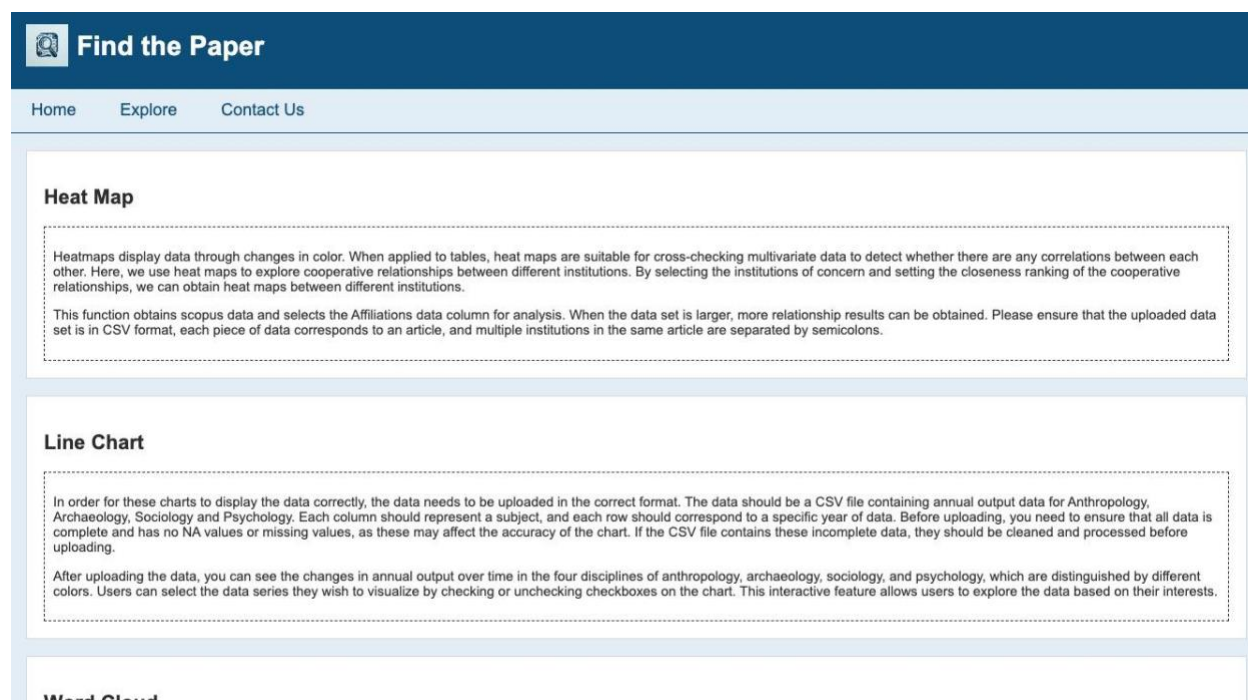 Find the Paper
Home Explore Contact Us
Heat Map
Heatmaps display data through changes in color. When applied to tables, heat maps are suitable for cross-checking multivariate data to detect whether there are any correlations between each
other. Here, we use heat maps to explore cooperative relationships between different institutions. By selecting the institutions of concern and setting the closeness ranking of the cooperative
relationships, we can obtain heat maps between different institutions.
This function obtains scopus data and selects the Affiliations data column for analysis. When the data set is larger, more relationship results can be obtained. Please ensure that the uploaded data
set is in CSV format, each piece of data corresponds to an article, and multiple institutions in the same article are separated by semicolons.
Line Chart
In order for these charts to display the data correctly, the data needs to be uploaded in the correct format. The data should be a CSV file containing annual output data for Anthropology,
Archaeology, Sociology and Psychology. Each column should represent a subject, and each row should correspond to a specific year of data. Before uploading, you need to ensure that all data is
complete and has no NA values or missing values, as these may affect the accuracy of the chart. If the CSV file contains these incomplete data, they should be cleaned and processed before
uploading.
After uploading the data, you can see the changes in annual output over time in the four disciplines of anthropology, archaeology, sociology, and psychology, which are distinguished by different
colors. Users can select the data series they wish to visualize by checking or unchecking checkboxes on the chart. This interactive feature allows users to explore the data based on their interests.
Word Cloud